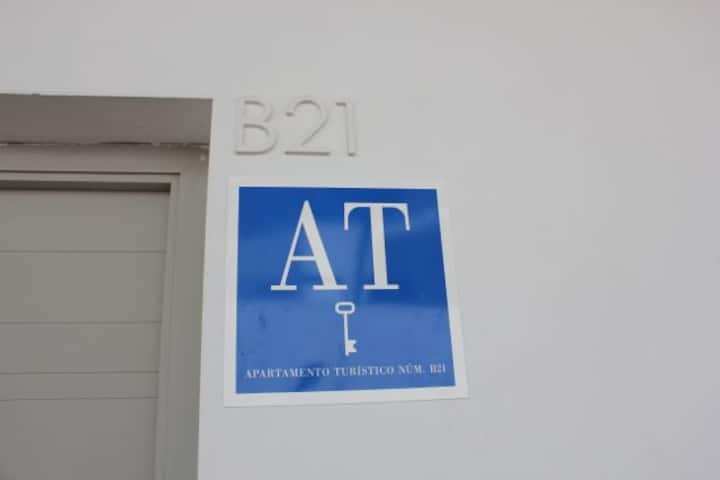 B21
AT
APARTAMENTO TURÍSTICO NÚM. B21